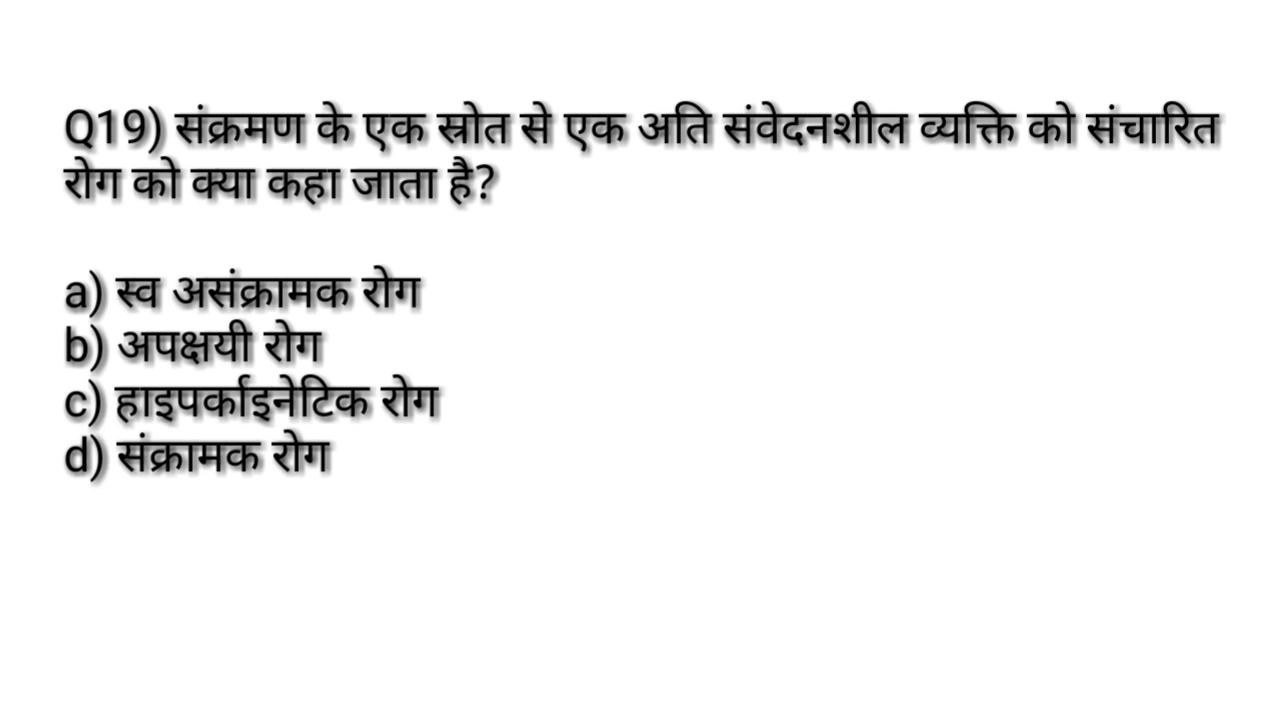 Q19) संक्रमण के एक स्रोत से एक अति संवेदनशील व्यक्ति को संचारित
रोग को क्या कहा जाता है?
a) स्व असंक्रामक रोग
b) अपक्षयी रोग
c) हाइपर्काइनेटिक रोग
d) संक्रामक रोग